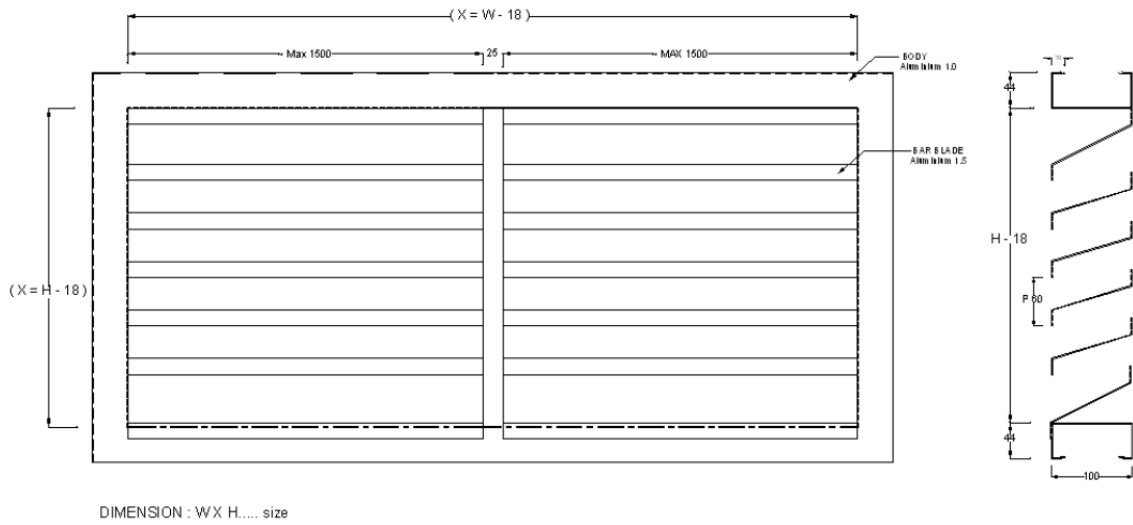 ( X = W - 18 )
Max 1500
25
MAX 1500
BODY
Aluminium 1.0
BAR BLADE
Aluminium 1.5
( X = H - 18 )
44
H - 18
P 60
44
100
DIMENSION : W X H..... size